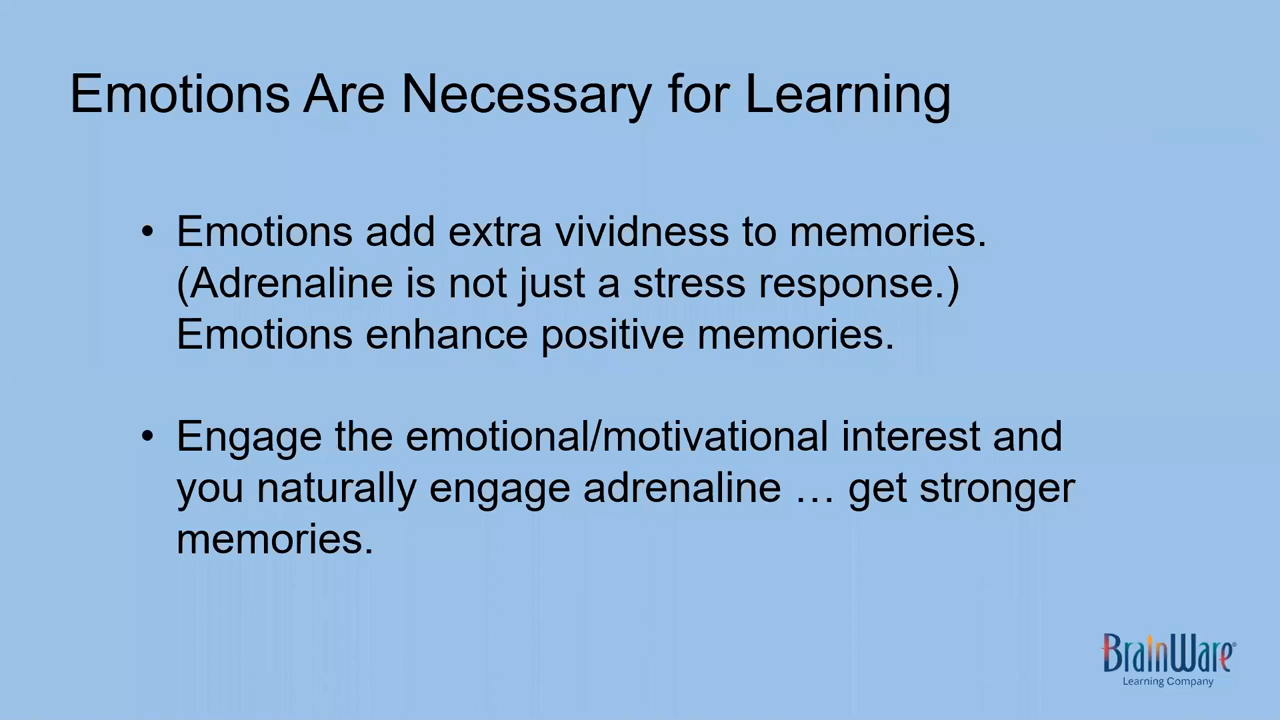 Emotions Are Necessary for Learning
• Emotions add extra vividness to memories.
(Adrenaline is not just a stress response.)
Emotions enhance positive memories.
• Engage the emotional/motivational interest and
you naturally engage adrenaline … get stronger
memories.
BrainWare®
Learning Company